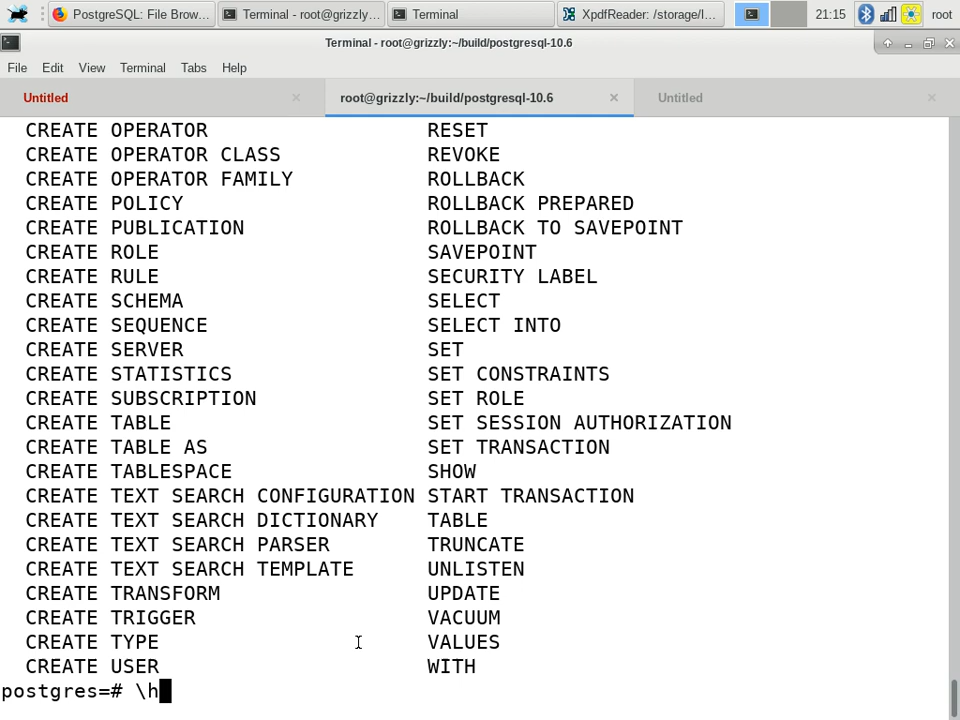 PostgreSQL: File Brow...
Terminal - root@grizzly:...
Terminal
XpdfReader: /storage/l...
21:15
root
Terminal - root@grizzly:~/build/postgresql-10.6
File Edit View Terminal Tabs Help
Untitled
root@grizzly:~/build/postgresql-10.6
Untitled
CREATE OPERATOR RESET
CREATE OPERATOR CLASS REVOKE
CREATE OPERATOR FAMILY ROLLBACK
CREATE POLICY ROLLBACK PREPARED
CREATE PUBLICATION ROLLBACK TO SAVEPOINT
CREATE ROLE SAVEPOINT
CREATE RULE SECURITY LABEL
CREATE SCHEMA SELECT
CREATE SEQUENCE SELECT INTO
CREATE SERVER SET
CREATE STATISTICS SET CONSTRAINTS
CREATE SUBSCRIPTION SET ROLE
CREATE TABLE SET SESSION AUTHORIZATION
CREATE TABLE AS SET TRANSACTION
CREATE TABLESPACE SHOW
CREATE TEXT SEARCH CONFIGURATION START TRANSACTION
CREATE TEXT SEARCH DICTIONARY TABLE
CREATE TEXT SEARCH PARSER TRUNCATE
CREATE TEXT SEARCH TEMPLATE UNLISTEN
CREATE TRANSFORM UPDATE
CREATE TRIGGER VACUUM
CREATE TYPE VALUES
CREATE USER WITH
postgres=# \h